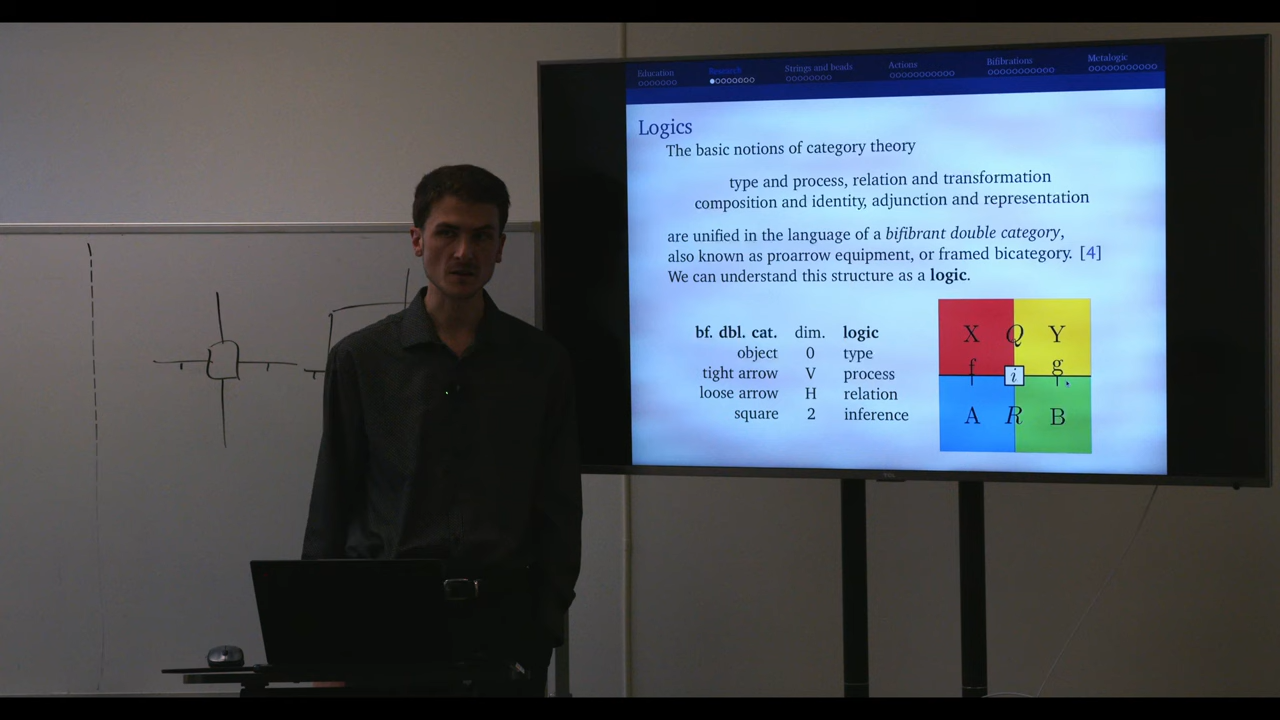 Education Research Strings and beads Actions Bifibrations Metalogic
Logics
The basic notions of category theory
type and process, relation and transformation
composition and identity, adjunction and representation
are unified in the language of a bifibrant double category,
also known as proarrow equipment, or framed bicategory. [4]
We can understand this structure as a logic.
bf. dbl. cat. dim. logic
object 0 type
tight arrow V process
loose arrow H relation
square 2 inference
X Q Y
f i g
A R B